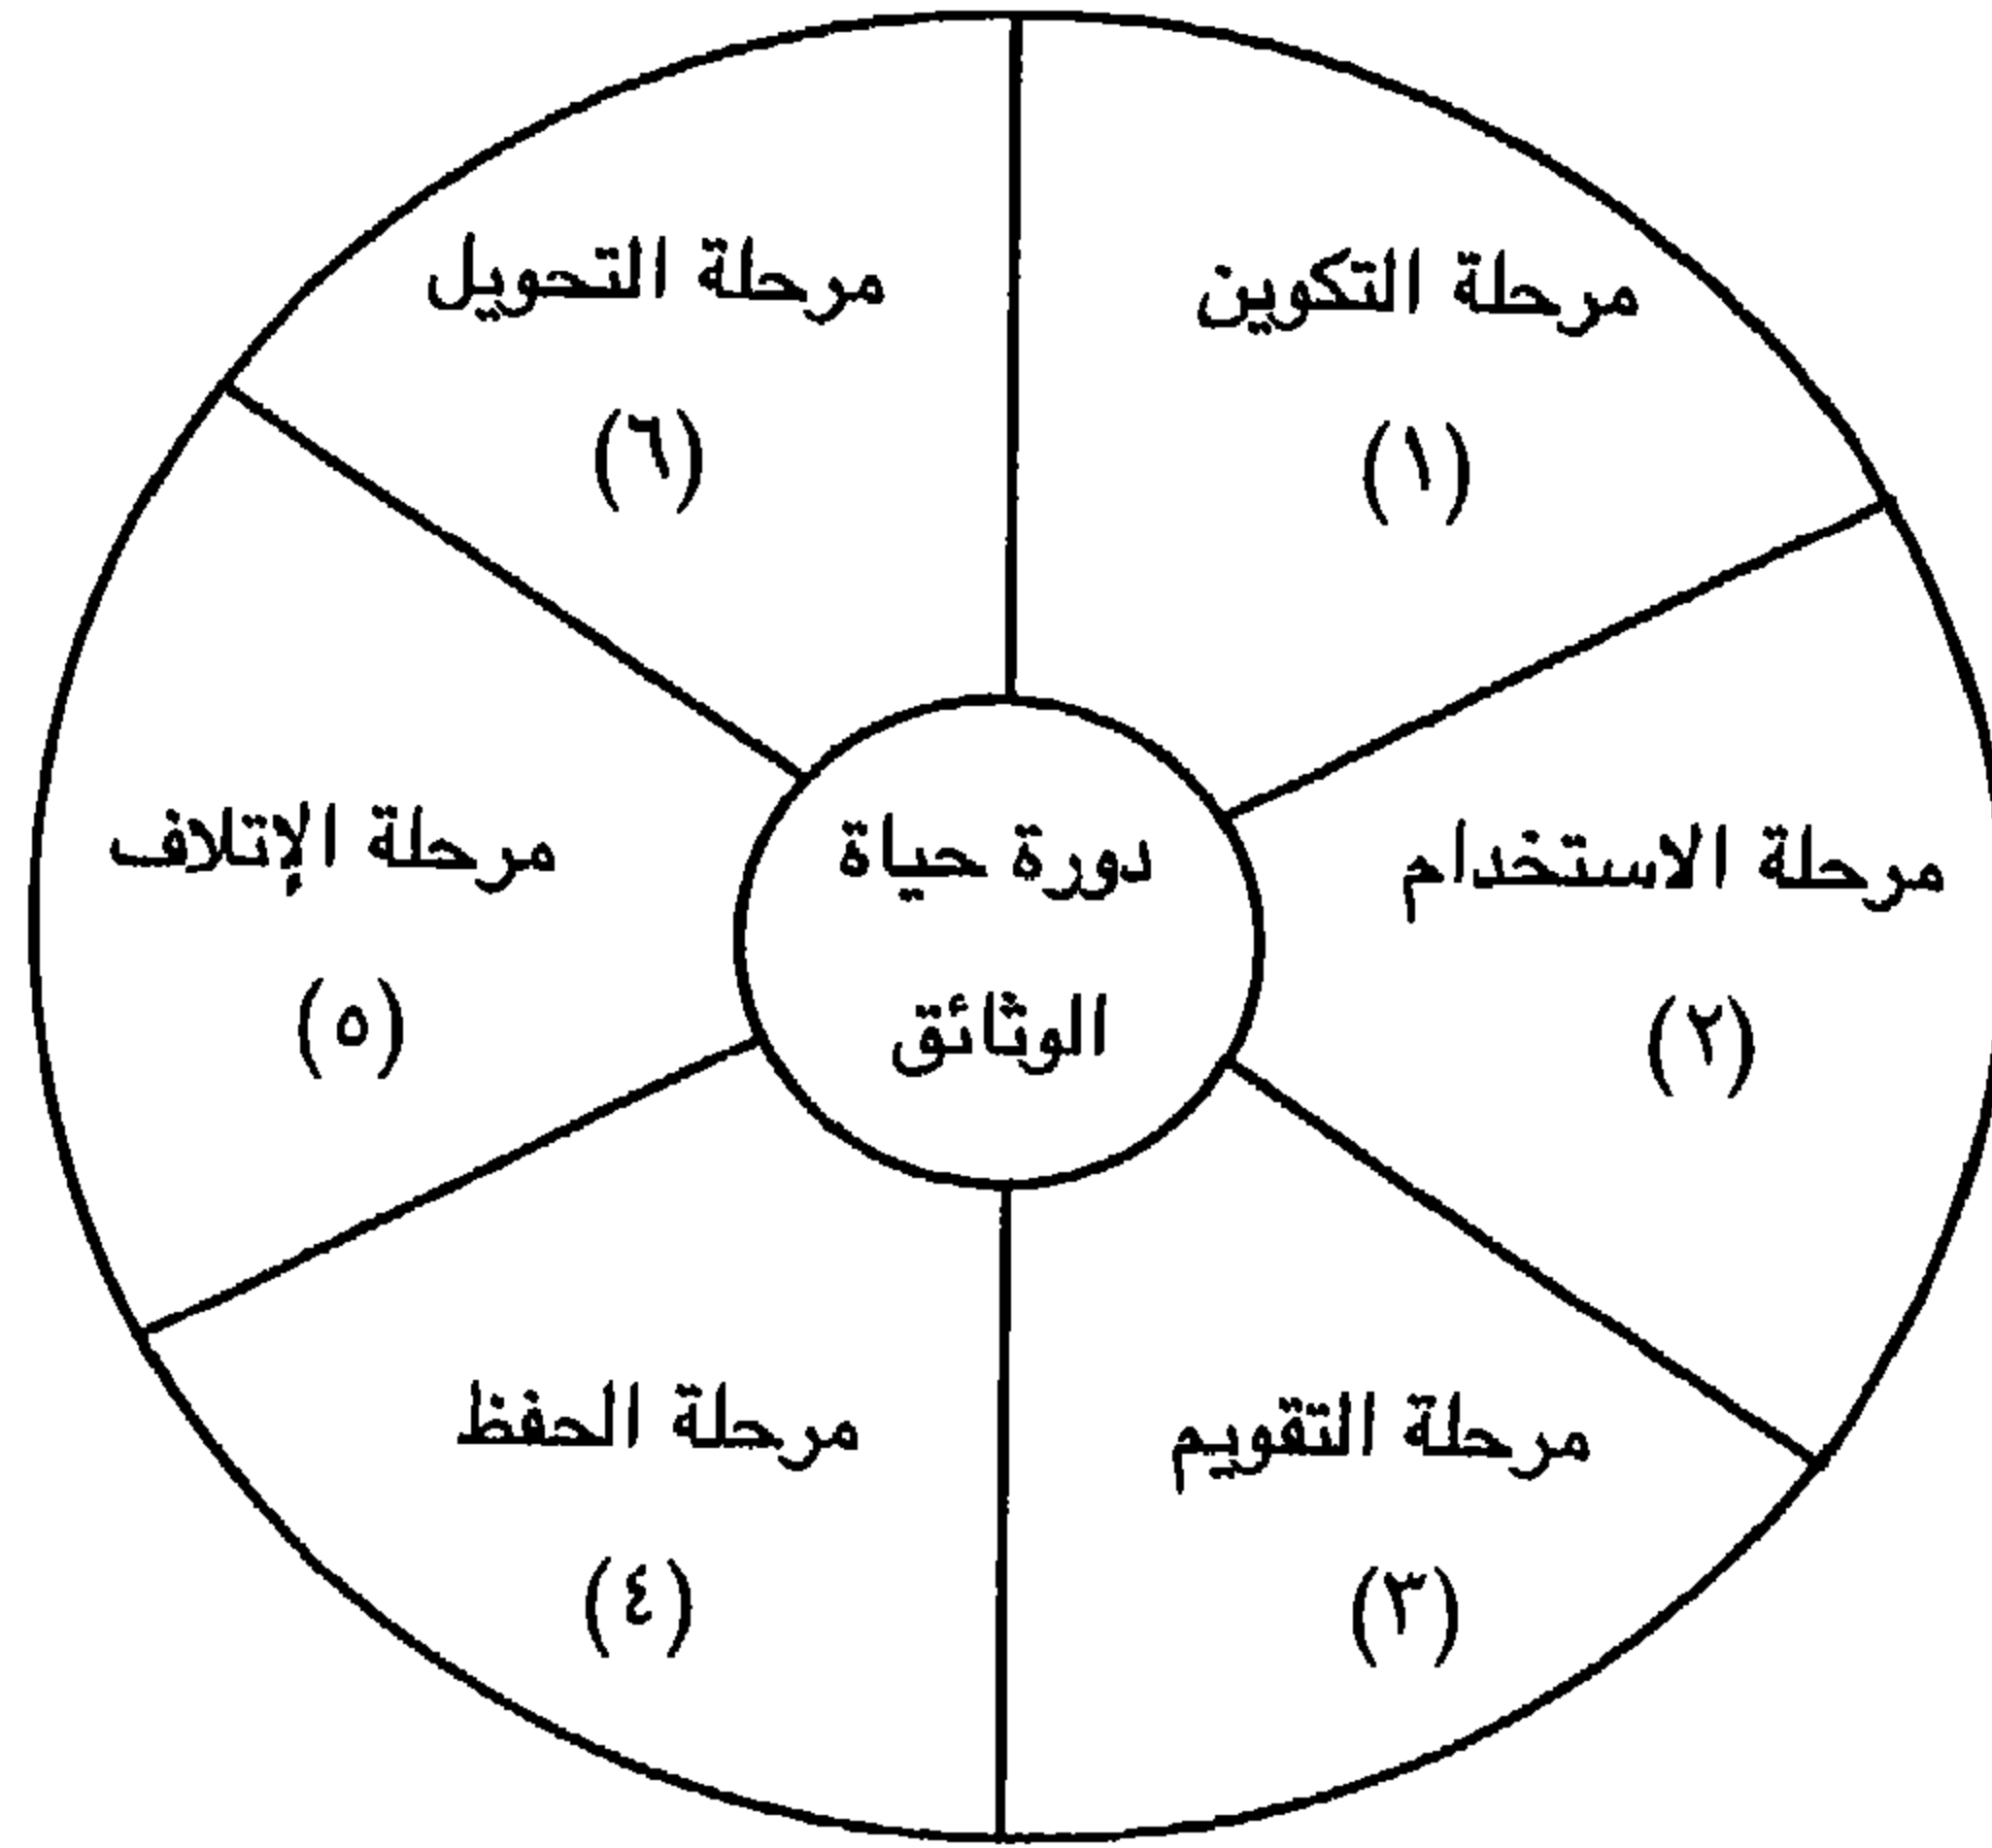 دورة حياة
الوثائق
مرحلة التكوين
(١)
مرحلة الاستخدام
(٢)
مرحلة التقويم
(٣)
مرحلة الحفظ
(٤)
مرحلة الإتلاف
(٥)
مرحلة التحويل
(٦)